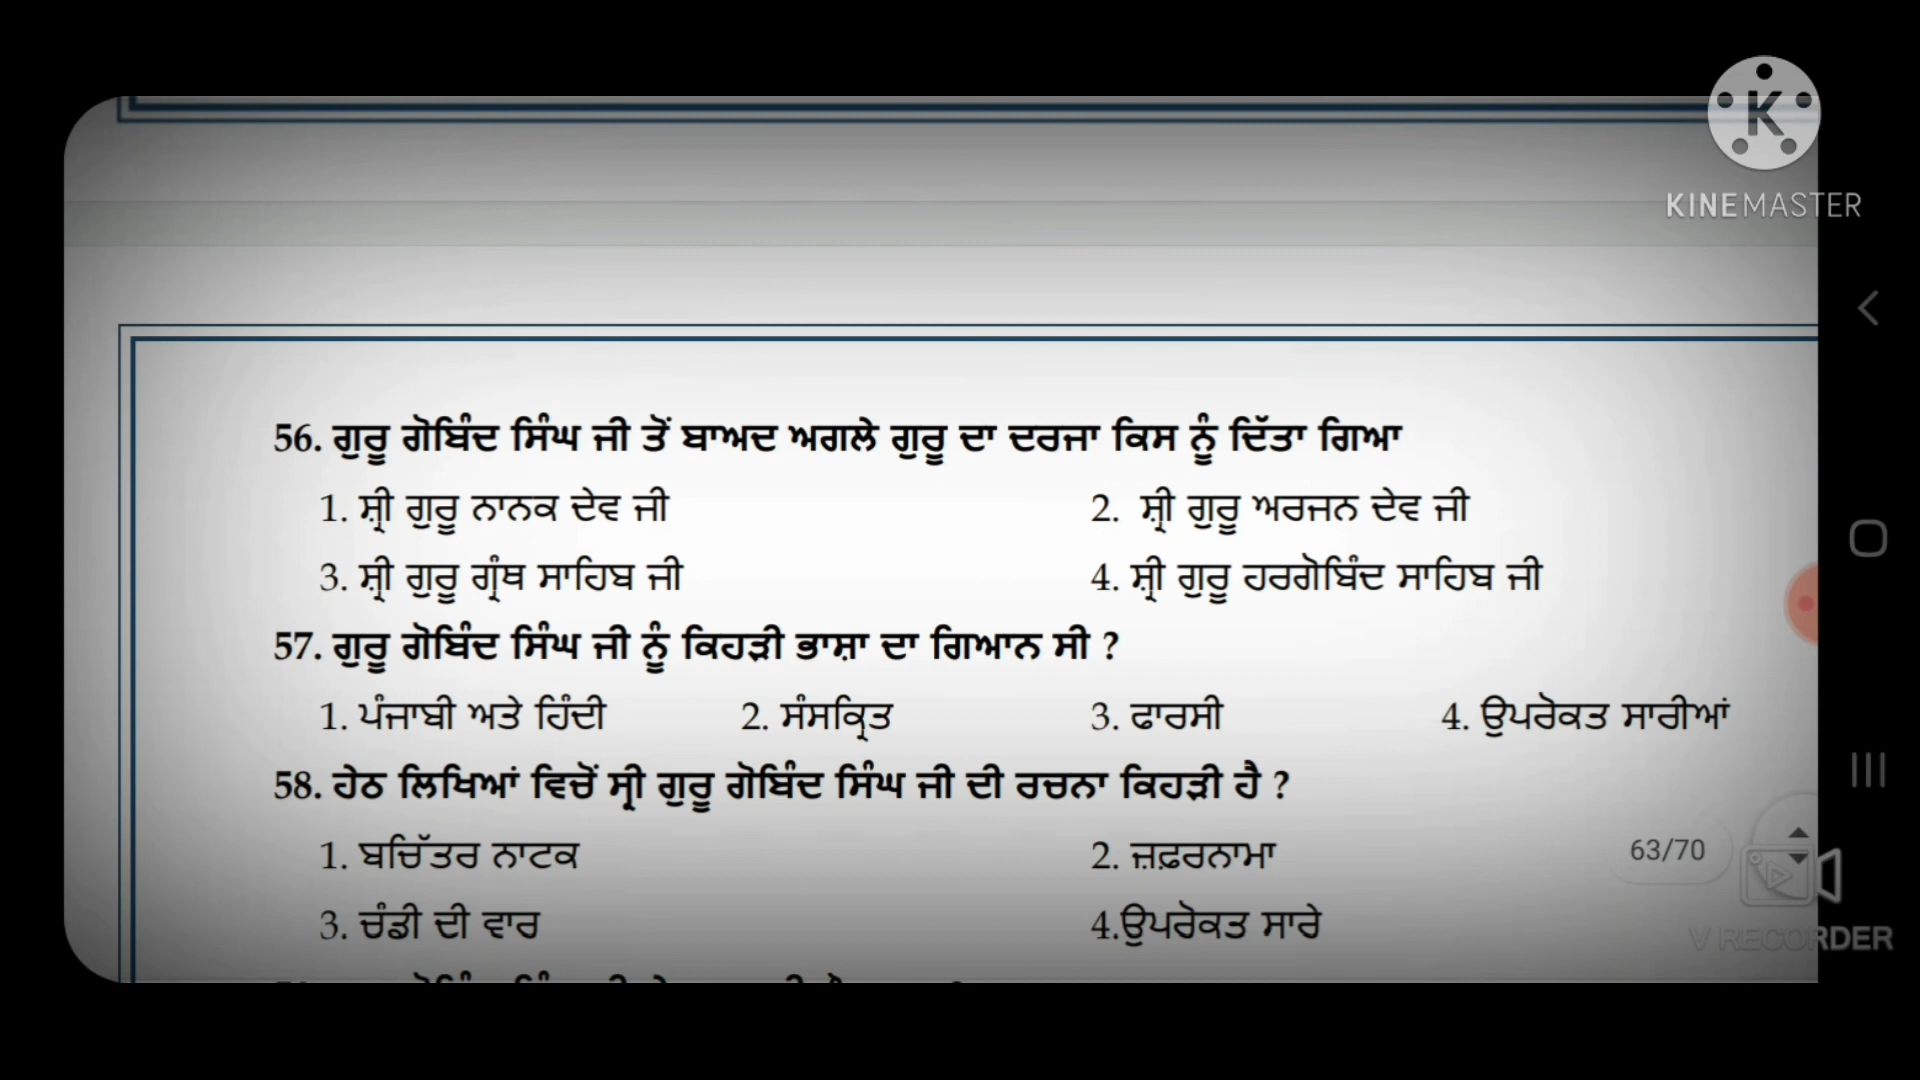 KINEMASTER
56. ਗੁਰੂ ਗੋਬਿੰਦ ਸਿੰਘ ਜੀ ਤੋਂ ਬਾਅਦ ਅਗਲੇ ਗੁਰੂ ਦਾ ਦਰਜਾ ਕਿਸ ਨੂੰ ਦਿੱਤਾ ਗਿਆ
1. ਸ਼੍ਰੀ ਗੁਰੂ ਨਾਨਕ ਦੇਵ ਜੀ 2. ਸ਼੍ਰੀ ਗੁਰੂ ਅਰਜਨ ਦੇਵ ਜੀ
3. ਸ਼੍ਰੀ ਗੁਰੂ ਗ੍ਰੰਥ ਸਾਹਿਬ ਜੀ 4. ਸ਼੍ਰੀ ਗੁਰੂ ਹਰਗੋਬਿੰਦ ਸਾਹਿਬ ਜੀ
57. ਗੁਰੂ ਗੋਬਿੰਦ ਸਿੰਘ ਜੀ ਨੂੰ ਕਿਹੜੀ ਭਾਸ਼ਾ ਦਾ ਗਿਆਨ ਸੀ ?
1. ਪੰਜਾਬੀ ਅਤੇ ਹਿੰਦੀ 2. ਸੰਸਕ੍ਰਿਤ 3. ਫਾਰਸੀ 4. ਉਪਰੋਕਤ ਸਾਰੀਆਂ
58. ਹੇਠ ਲਿਖਿਆਂ ਵਿਚੋਂ ਸ੍ਰੀ ਗੁਰੂ ਗੋਬਿੰਦ ਸਿੰਘ ਜੀ ਦੀ ਰਚਨਾ ਕਿਹੜੀ ਹੈ ?
1. ਬਚਿੱਤਰ ਨਾਟਕ 2. ਜ਼ਫ਼ਰਨਾਮਾ
63/70
3. ਚੰਡੀ ਦੀ ਵਾਰ 4.ਉਪਰੋਕਤ ਸਾਰੇ
V RECORDER